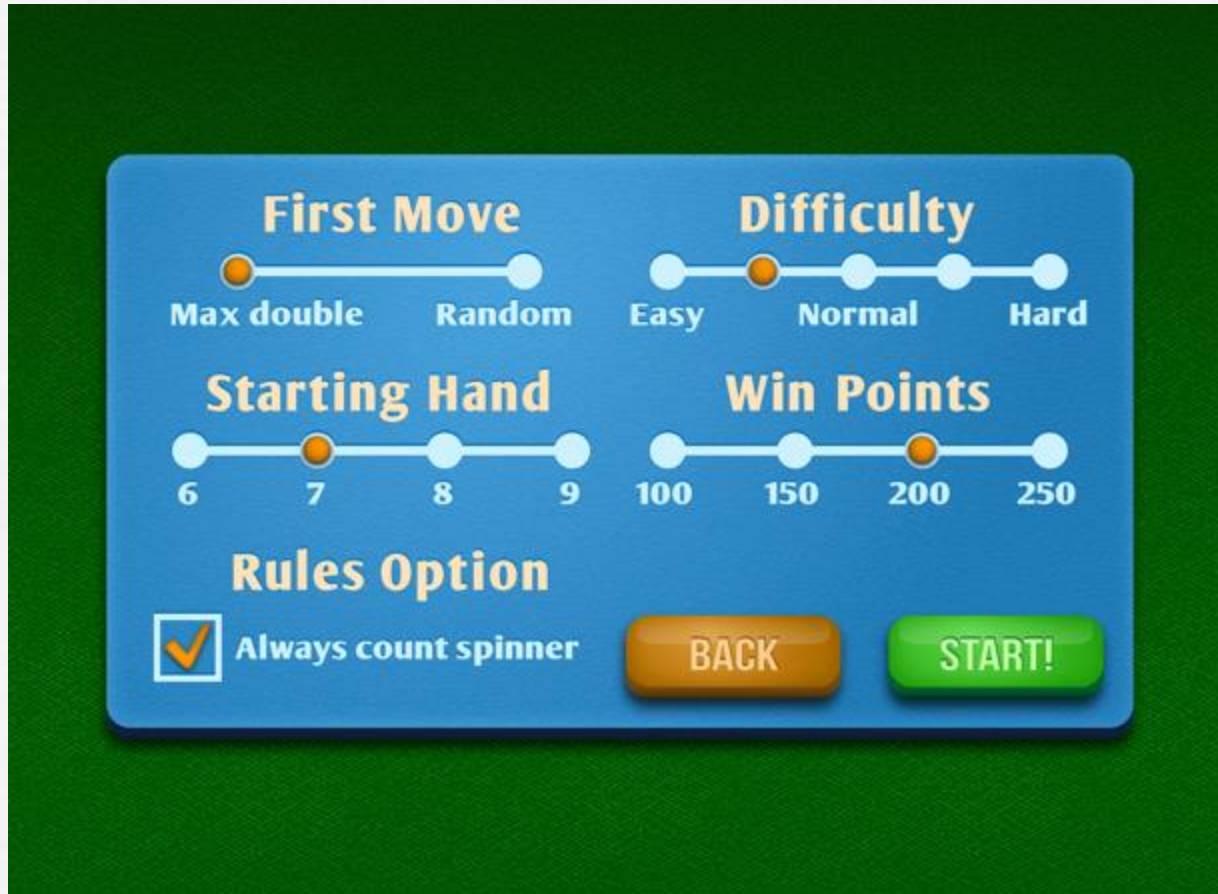 First Move
Max double Random
Difficulty
Easy Normal Hard
Starting Hand
6 7 8 9
Win Points
100 150 200 250
Rules Option
Always count spinner
BACK
START!